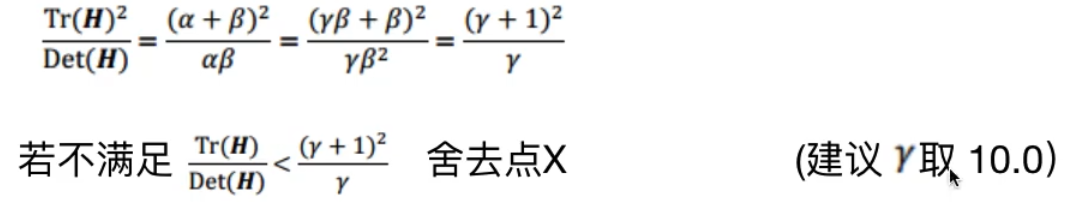 Tr(H)²/Det(H) = (α + β)²/αβ = (γβ + β)²/γβ² = (γ + 1)²/γ
若不满足 Tr(H)/Det(H) < (γ + 1)²/γ 舍去点X (建议 γ取 10.0)